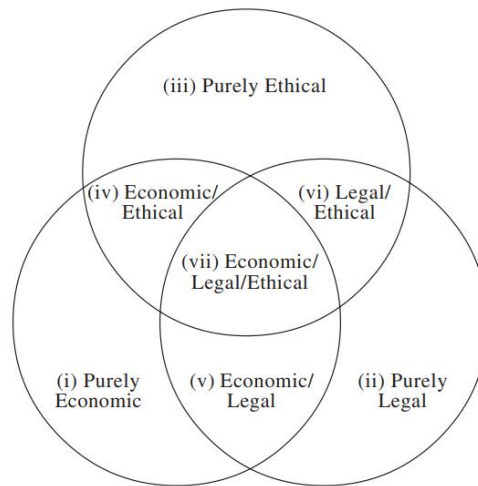 (iii) Purely Ethical
(iv) Economic/
Ethical
(vi) Legal/
Ethical
(vii) Economic/
Legal/Ethical
(i) Purely
Economic
(v) Economic/
Legal
(ii) Purely
Legal